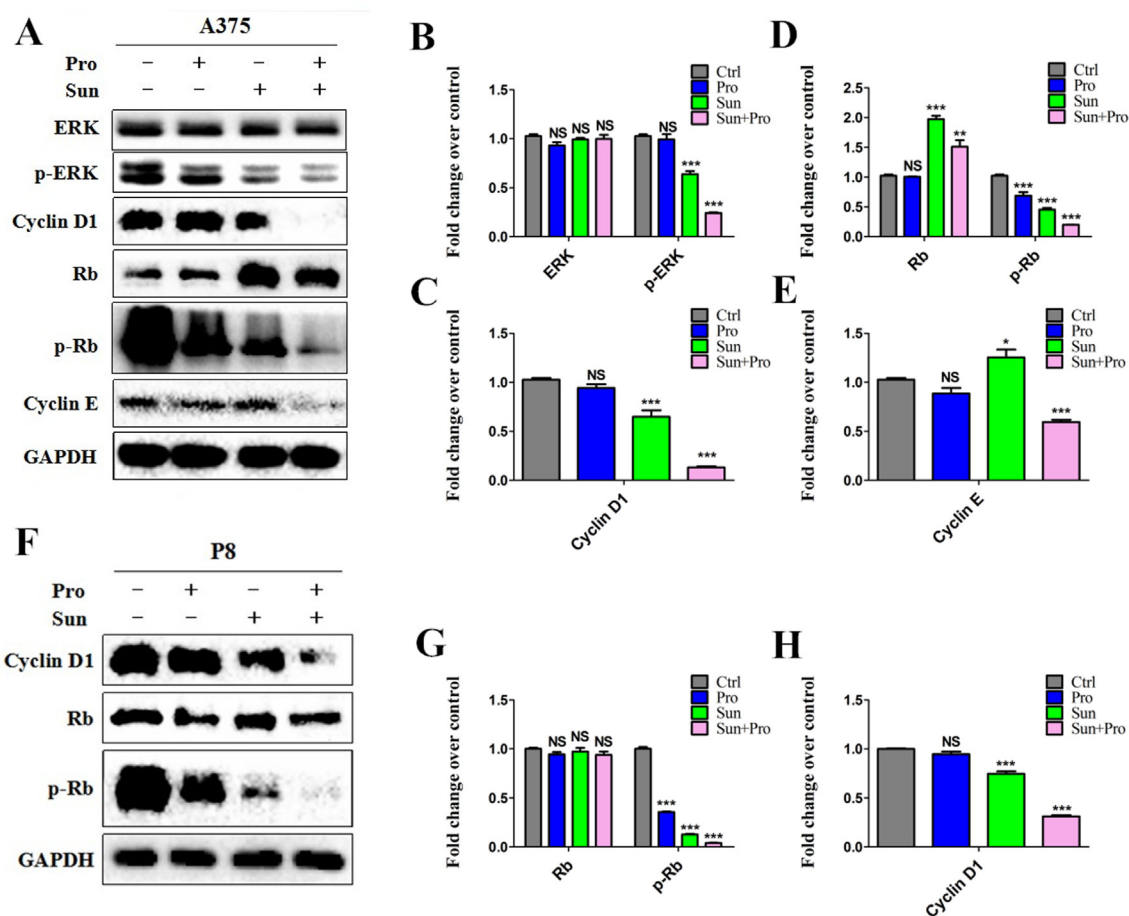 A
A375
Pro – + – +
Sun – – + +
ERK
p-ERK
Cyclin D1
Rb
p-Rb
Cyclin E
GAPDH
B
Fold change over control
1.5
1.0
0.5
0.0
Ctrl
Pro
Sun
Sun+Pro
NS NS NS NS *** ***
ERK p-ERK
D
Fold change over control
2.5
2.0
1.5
1.0
0.5
0.0
Ctrl
Pro
Sun
Sun+Pro
NS *** ** *** *** ***
Rb p-Rb
C
Fold change over control
1.5
1.0
0.5
0.0
Ctrl
Pro
Sun
Sun+Pro
NS *** ***
Cyclin D1
E
Fold change over control
1.5
1.0
0.5
0.0
Ctrl
Pro
Sun
Sun+Pro
NS * ***
Cyclin E
F
P8
Pro – + – +
Sun – – + +
Cyclin D1
Rb
p-Rb
GAPDH
G
Fold change over control
1.5
1.0
0.5
0.0
Ctrl
Pro
Sun
Sun+Pro
NS NS NS *** *** ***
Rb p-Rb
H
Fold change over control
1.5
1.0
0.5
0.0
Ctrl
Pro
Sun
Sun+Pro
NS *** ***
Cyclin D1